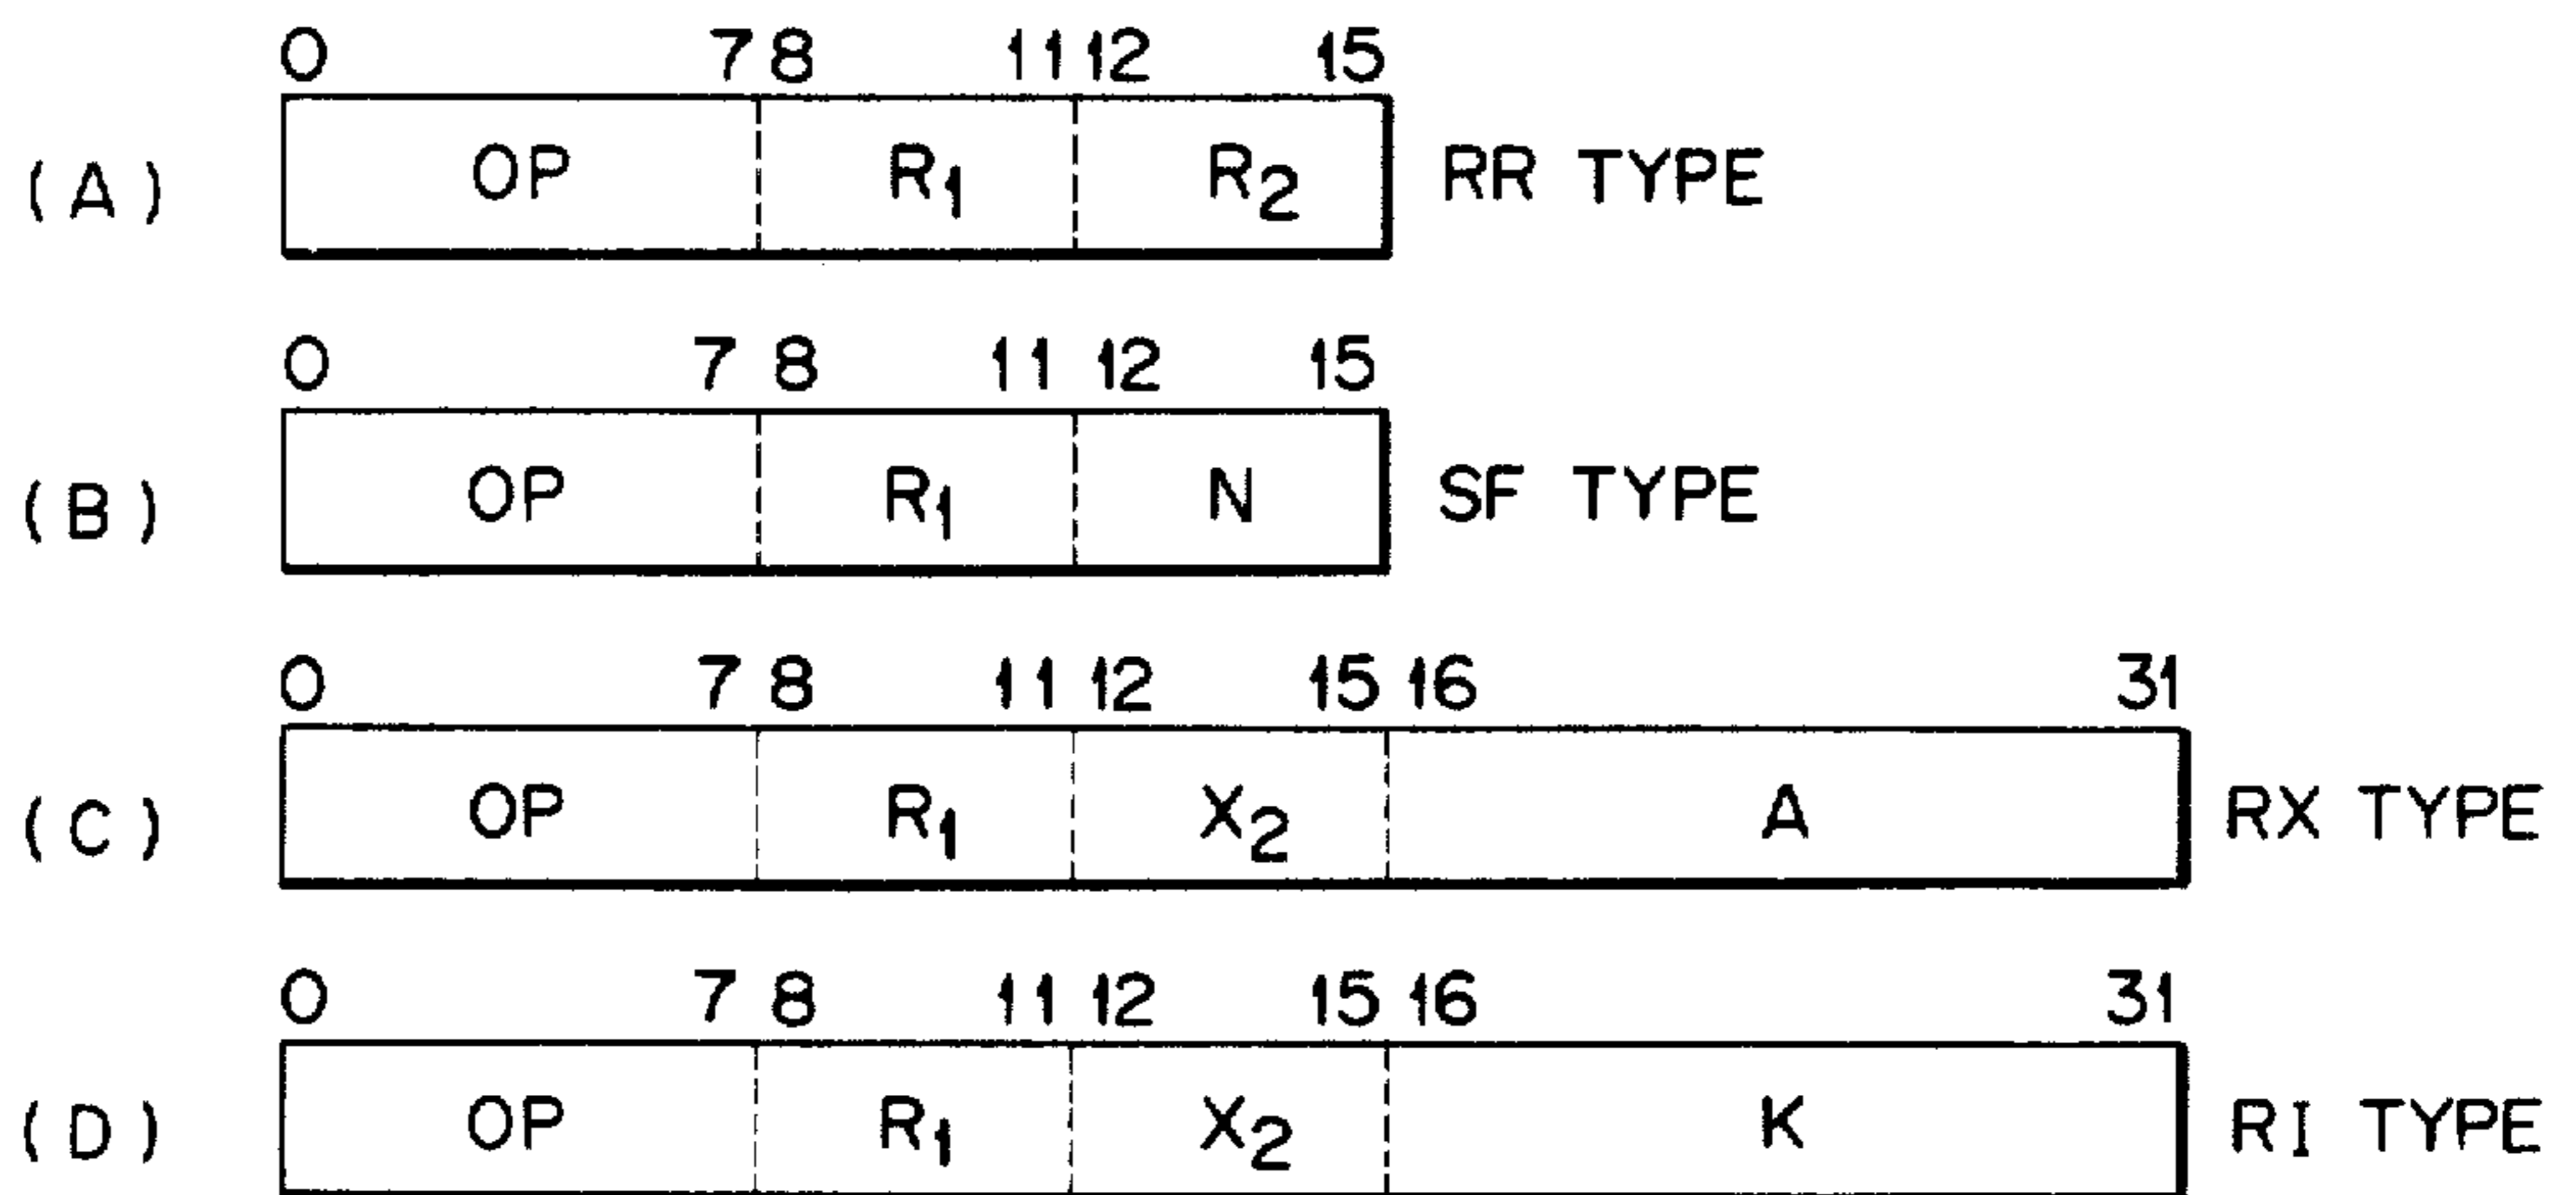 0 7 8 11 12 15
(A) OP R1 R2 RR TYPE
0 7 8 11 12 15
(B) OP R1 N SF TYPE
0 7 8 11 12 15 16 31
(C) OP R1 X2 A RX TYPE
0 7 8 11 12 15 16 31
(D) OP R1 X2 K RI TYPE